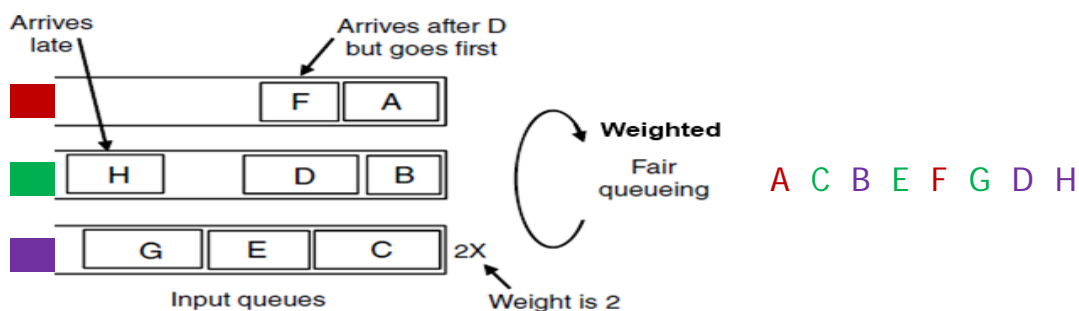 Arrives
late
Arrives after D
but goes first
F A
H D B
G E C 2X
Input queues
Weight is 2
Weighted
Fair
queueing
A C B E F G D H